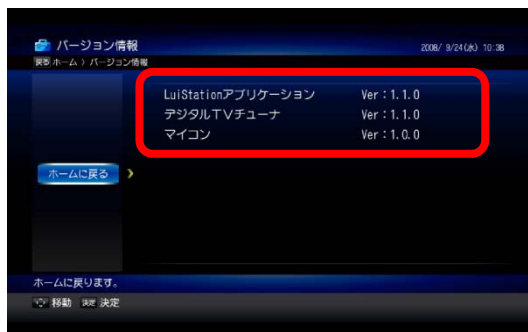 バージョン情報
2008/ 9/24(水) 10:38
戻る ホーム 〉 バージョン情報
LuiStationアプリケーション Ver：1.1.0
デジタルTVチューナ Ver：1.1.0
マイコン Ver：1.0.0
ホームに戻る
ホームに戻ります。
移動 決定 決定